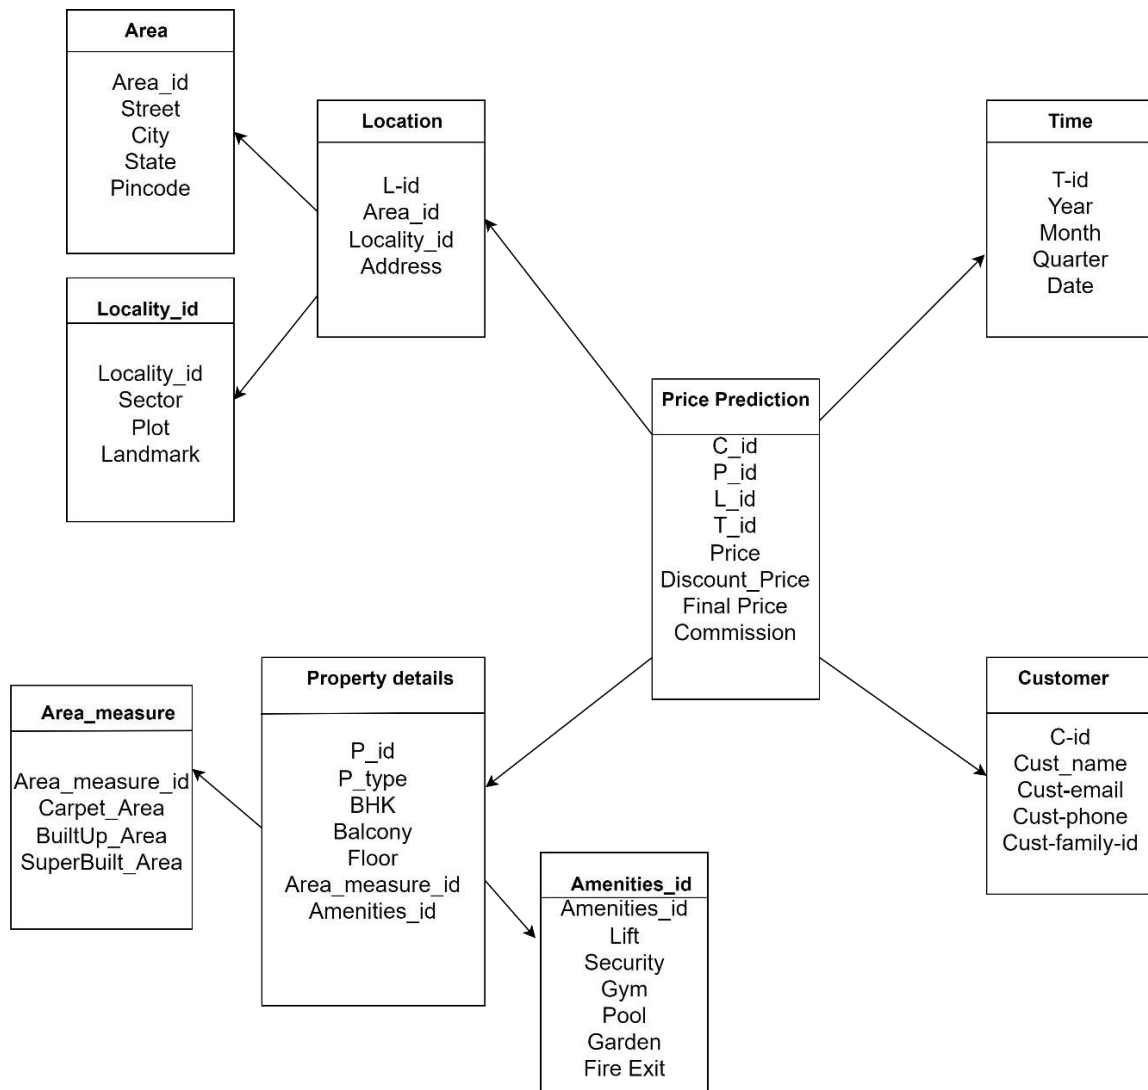 Area
Area_id
Street
City
State
Pincode
Location
L-id
Area_id
Locality_id
Address
Time
T-id
Year
Month
Quarter
Date
Locality_id
Locality_id
Sector
Plot
Landmark
Price Prediction
C_id
P_id
L_id
T_id
Price
Discount_Price
Final Price
Commission
Area_measure
Area_measure_id
Carpet_Area
BuiltUp_Area
SuperBuilt_Area
Property details
P_id
P_type
BHK
Balcony
Floor
Area_measure_id
Amenities_id
Amenities_id
Amenities_id
Lift
Security
Gym
Pool
Garden
Fire Exit
Customer
C-id
Cust_name
Cust-email
Cust-phone
Cust-family-id